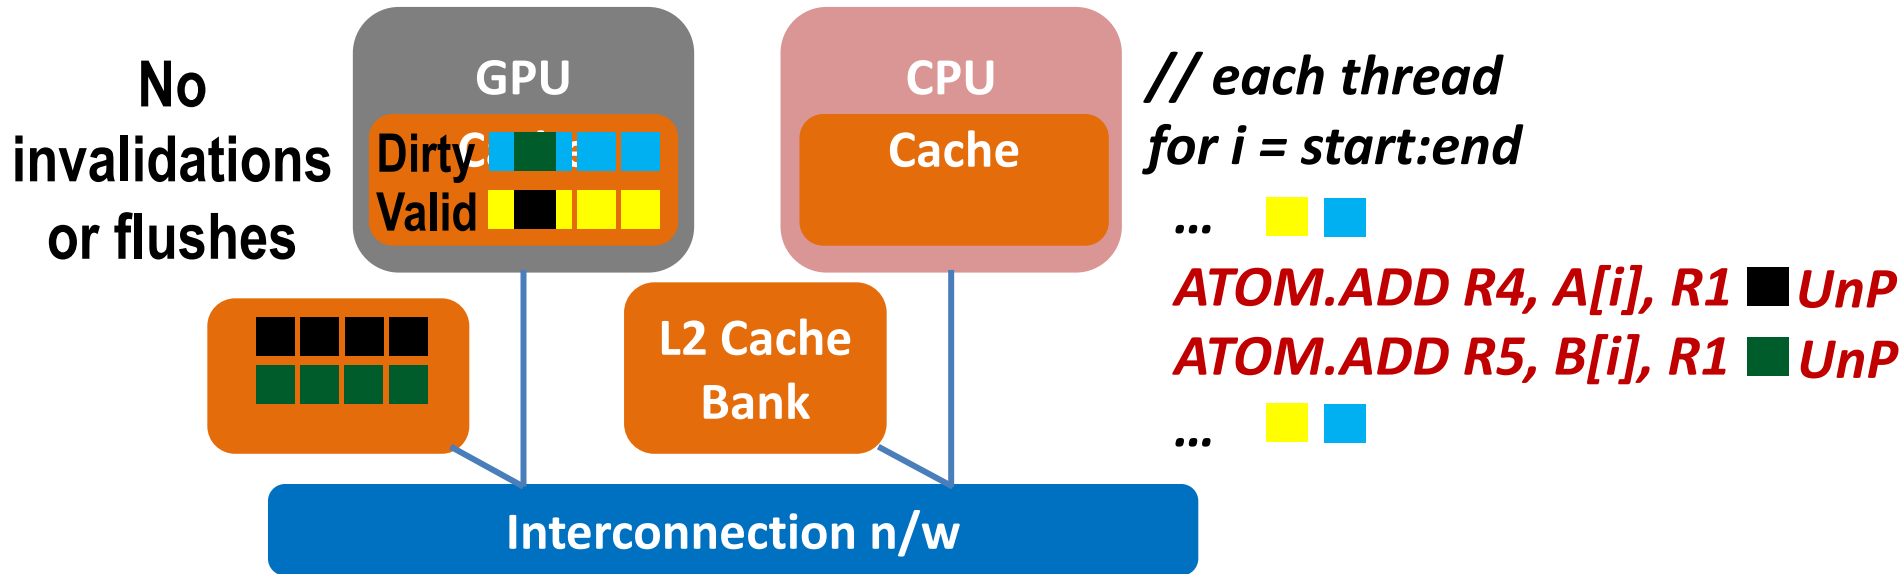 No
invalidations
or flushes
GPU
Cache
Dirty
Valid
CPU
Cache
L2 Cache
Bank
Interconnection n/w
// each thread
for i = start:end
...
ATOM.ADD R4, A[i], R1 UnP
ATOM.ADD R5, B[i], R1 UnP
...